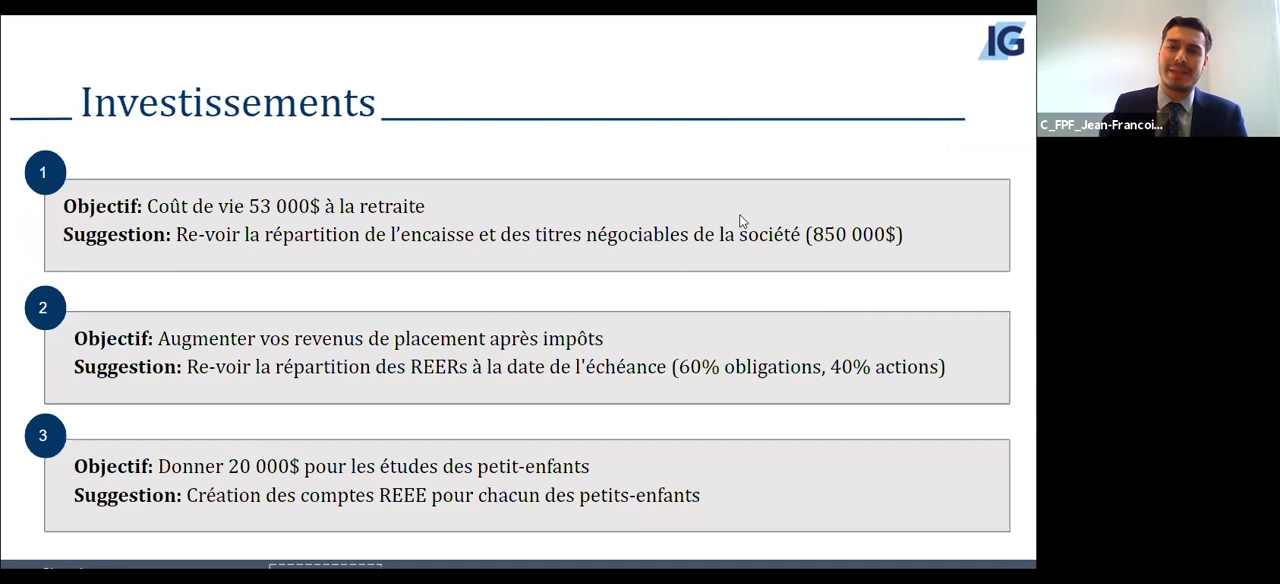 IG
Investissements
1
Objectif: Coût de vie 53 000$ à la retraite
Suggestion: Re-voir la répartition de l'encaisse et des titres négociables de la société (850 000$)
2
Objectif: Augmenter vos revenus de placement après impôts
Suggestion: Re-voir la répartition des REERs à la date de l'échéance (60% obligations, 40% actions)
3
Objectif: Donner 20 000$ pour les études des petit-enfants
Suggestion: Création des comptes REEE pour chacun des petits-enfants
C_FPF_Jean-Francoi...